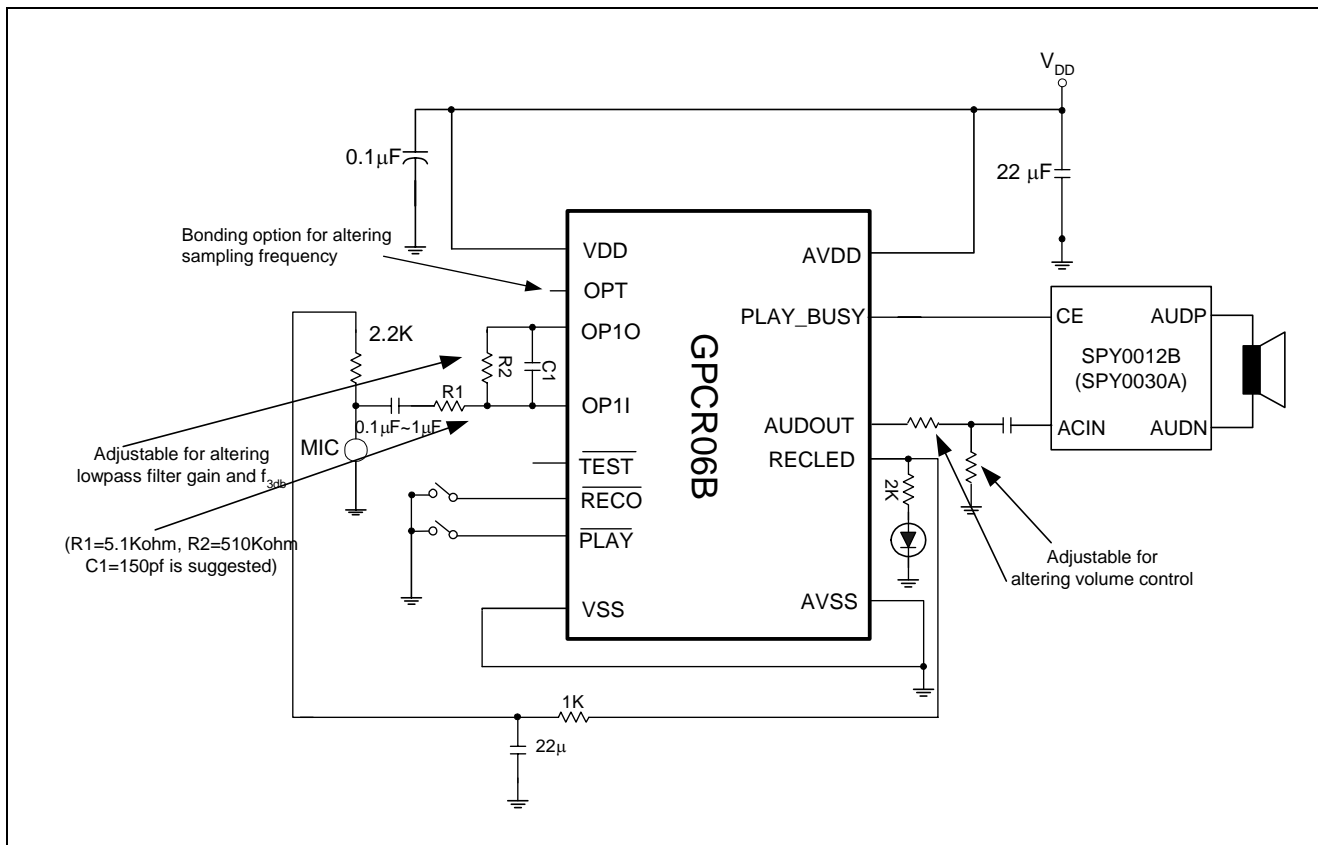 V_DD
0.1µF
22 µF
Bonding option for altering
sampling frequency
VDD
AVDD
OPT
PLAY_BUSY
CE
AUDP
2.2K
OP1O
R2
C1
GPCR06B
SPY0012B
(SPY0030A)
R1
OP1I
0.1µF~1µF
AUDOUT
ACIN
AUDN
MIC
RECLED
Adjustable for altering
lowpass filter gain and f_3db
TEST
2K
RECO
(R1=5.1Kohm, R2=510Kohm
C1=150pf is suggested)
PLAY
Adjustable for
altering volume control
VSS
AVSS
1K
22µ